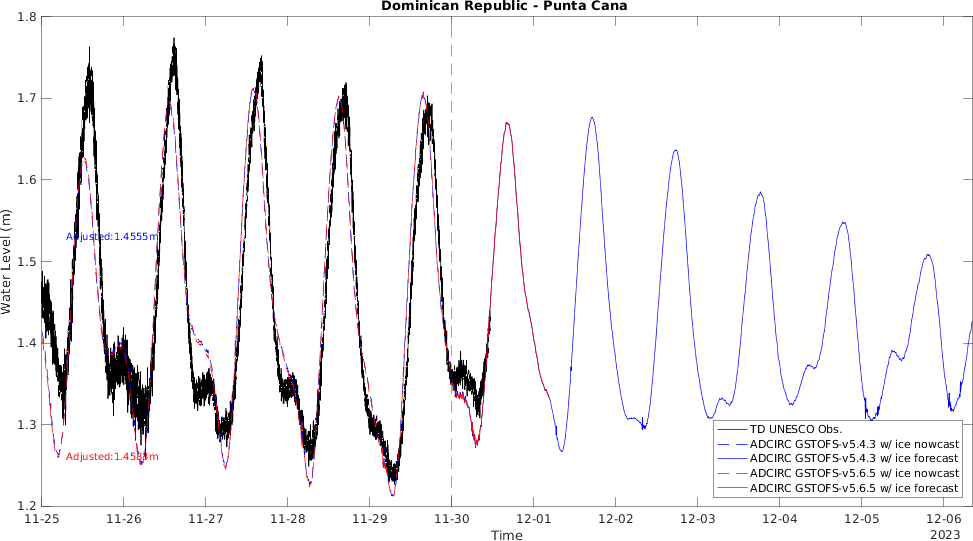 Dominican Republic - Punta Cana
1.8
1.7
1.6
1.5
1.4
1.3
1.2
Water Level (m)
Adjusted:1.4555m
TD UNESCO Obs.
ADCIRC GSTOFS-v5.4.3 w/ ice nowcast
ADCIRC GSTOFS-v5.4.3 w/ ice forecast
ADCIRC GSTOFS-v5.6.5 w/ ice nowcast
ADCIRC GSTOFS-v5.6.5 w/ ice forecast
11-25 11-26 11-27 11-28 11-29 11-30 12-01 12-02 12-03 12-04 12-05 12-06
Time
2023